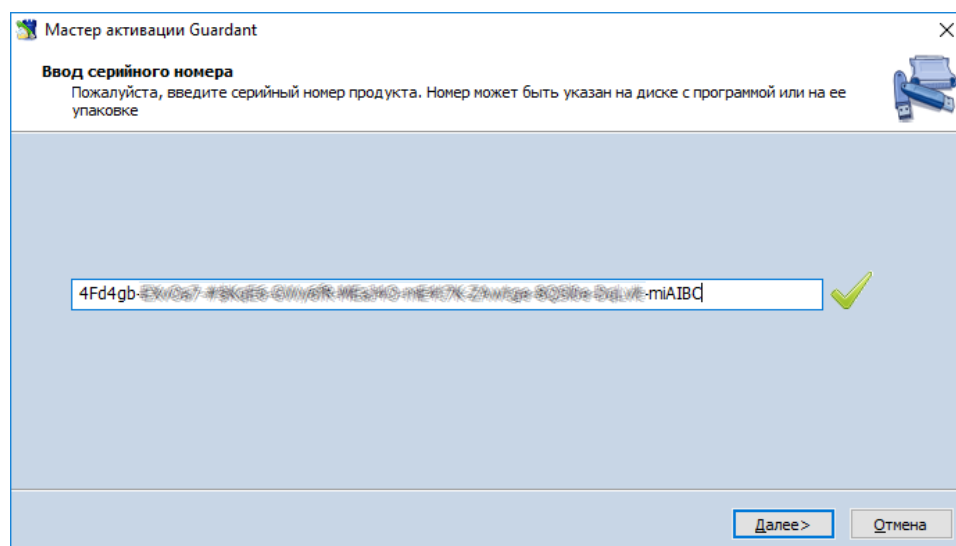 Мастер активации Guardant
Ввод серийного номера
Пожалуйста, введите серийный номер продукта. Номер может быть указан на диске с программой или на ее
упаковке
4Fd4gb- -miAIBC
Далее>
Отмена